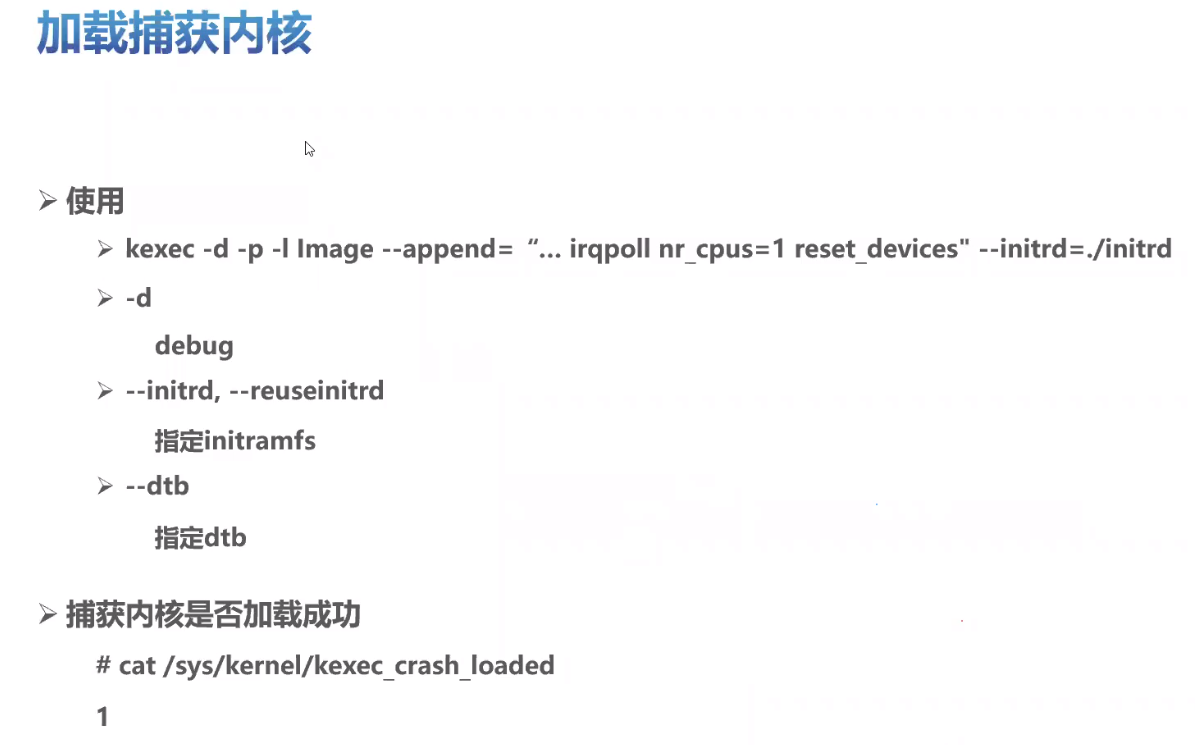 加载捕获内核
使用
kexec -d -p -l Image --append= “... irqpoll nr_cpus=1 reset_devices" --initrd=./initrd
-d
debug
--initrd, --reuseinitrd
指定initramfs
--dtb
指定dtb
捕获内核是否加载成功
# cat /sys/kernel/kexec_crash_loaded
1